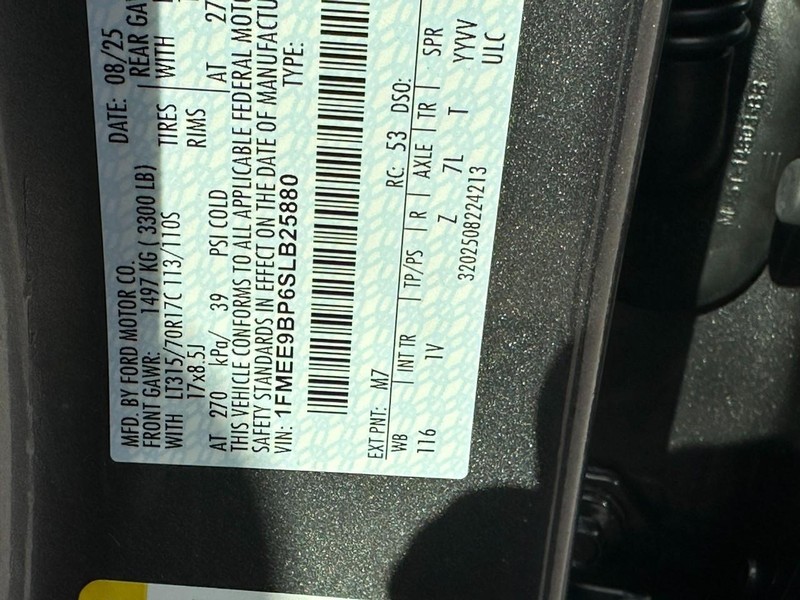 MFD. BY FORD MOTOR CO. DATE: 08/25
FRONT GAWR: 1497 KG ( 3300 LB) REAR GA
WITH LT315/70R17C 113/110S TIRES WITH
17x8.5J RIMS
AT 270 kPa/ 39 PSI COLD AT 27
THIS VEHICLE CONFORMS TO ALL APPLICABLE FEDERAL MOTO
SAFETY STANDARDS IN EFFECT ON THE DATE OF MANUFACTU
VIN: 1FMEE9BP6SLB25880 TYPE:
EXT PNT: M7 RC: 53 DSO:
WB INT TR TP/PS R AXLE TR SPR
116 1V Z 7L T YYVV
3202508224213 ULC